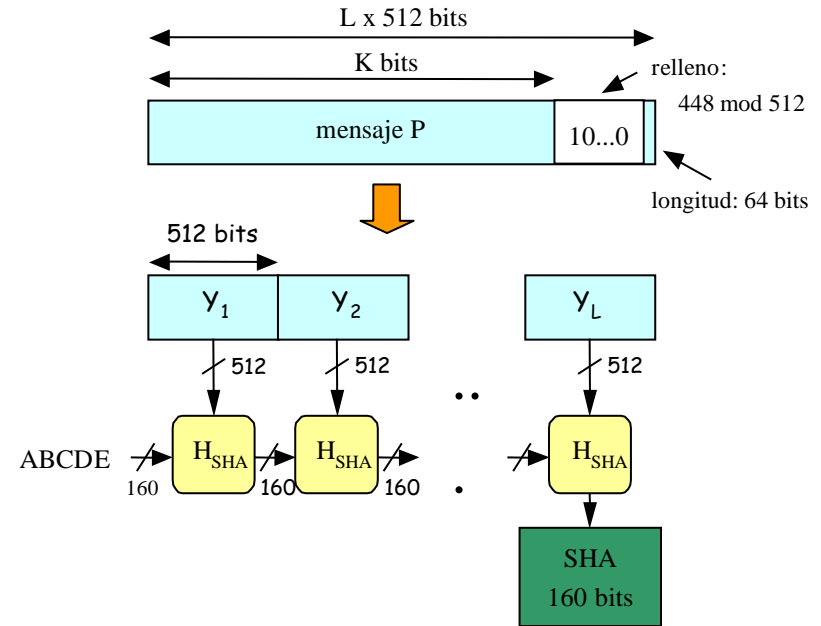 L x 512 bits
K bits
relleno:
448 mod 512
mensaje P
10...0
longitud: 64 bits
512 bits
Y1
Y2
YL
512
512
512
. .
ABCDE
160
HSHA
160
HSHA
160
.
HSHA
SHA
160 bits